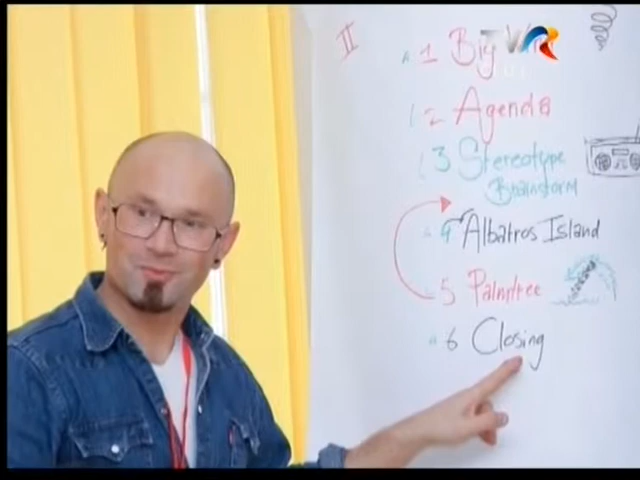 II
1 Big
TVR
2 Agenda
3 Stereotype
Brainstorm
4 Albatros Island
5 Palmtree
6 Closing